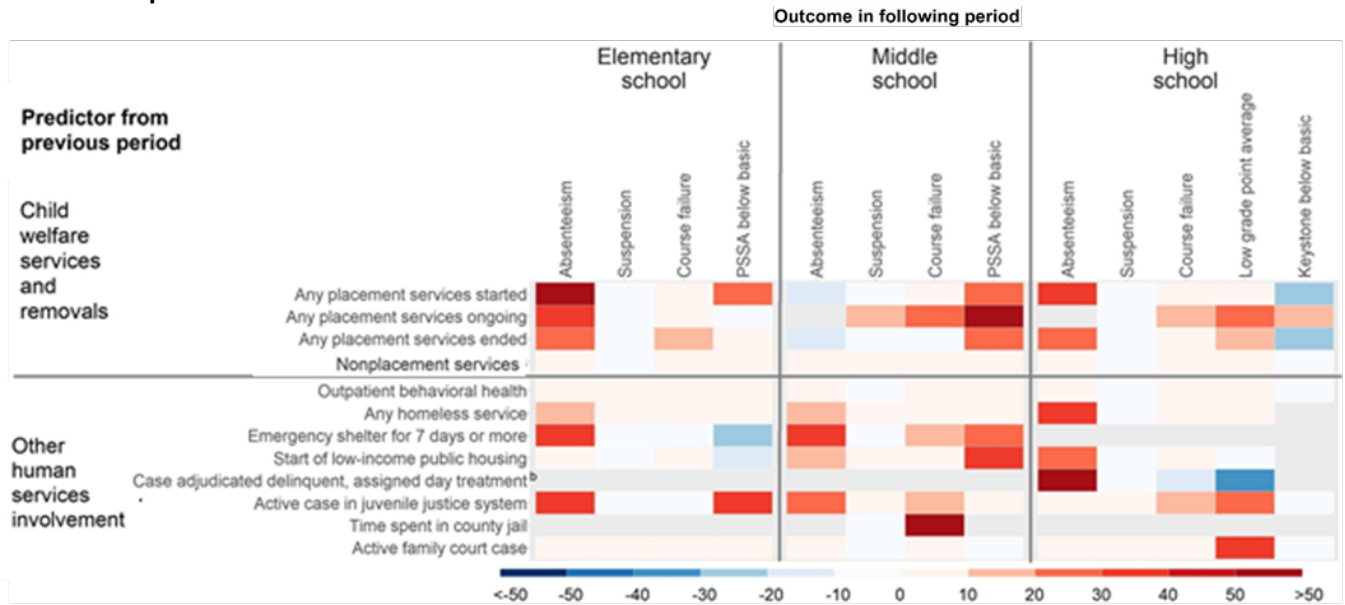 Outcome in following period
Elementary
school
Middle
school
High
school
Predictor from
previous period
Absenteeism
Suspension
Course failure
PSSA below basic
Absenteeism
Suspension
Course failure
PSSA below basic
Absenteeism
Suspension
Course failure
Low grade point average
Keystone below basic
Child
welfare
services
and
removals
Any placement services started
Any placement services ongoing
Any placement services ended
Nonplacement services
Other
human
services
involvement
Outpatient behavioral health
Any homeless service
Emergency shelter for 7 days or more
Start of low-income public housing
Case adjudicated delinquent, assigned day treatment b
Active case in juvenile justice system
Time spent in county jail
Active family court case
<-50 -50 -40 -30 -20 -10 0 10 20 30 40 50 >50